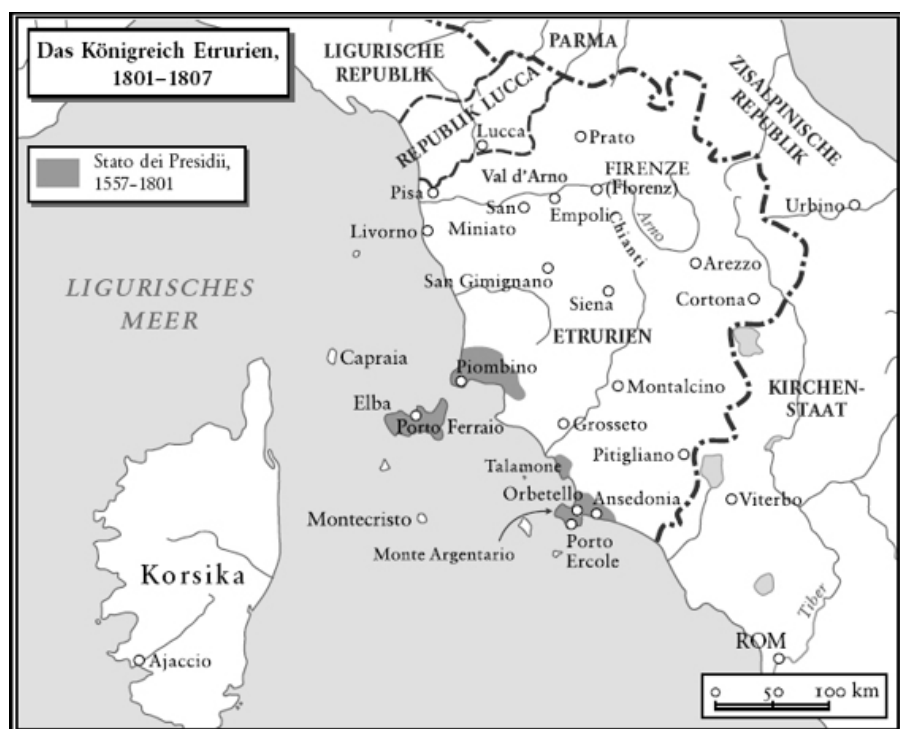 Das Königreich Etrurien,
1801–1807
Stato dei Presidii,
1557–1801
LIGURISCHE
REPUBLIK
PARMA
ZISALPINISCHE
REPUBLIK
REPUBLIK LUCCA
Lucca
Prato
Val d'Arno
FIRENZE
(Florenz)
Pisa
San
Miniato
Empoli
Urbino
Livorno
Chianti
Arno
Arezzo
San Gimignano
Siena
Cortona
LIGURISCHES
MEER
ETRURIEN
Capraia
Piombino
Montalcino
KIRCHEN-
STAAT
Elba
Porto Ferraio
Grosseto
Pitigliano
Talamone
Orbetello
Ansedonia
Viterbo
Montecristo
Monte Argentario
Porto
Ercole
Korsika
Tiber
ROM
Ajaccio
0 50 100 km